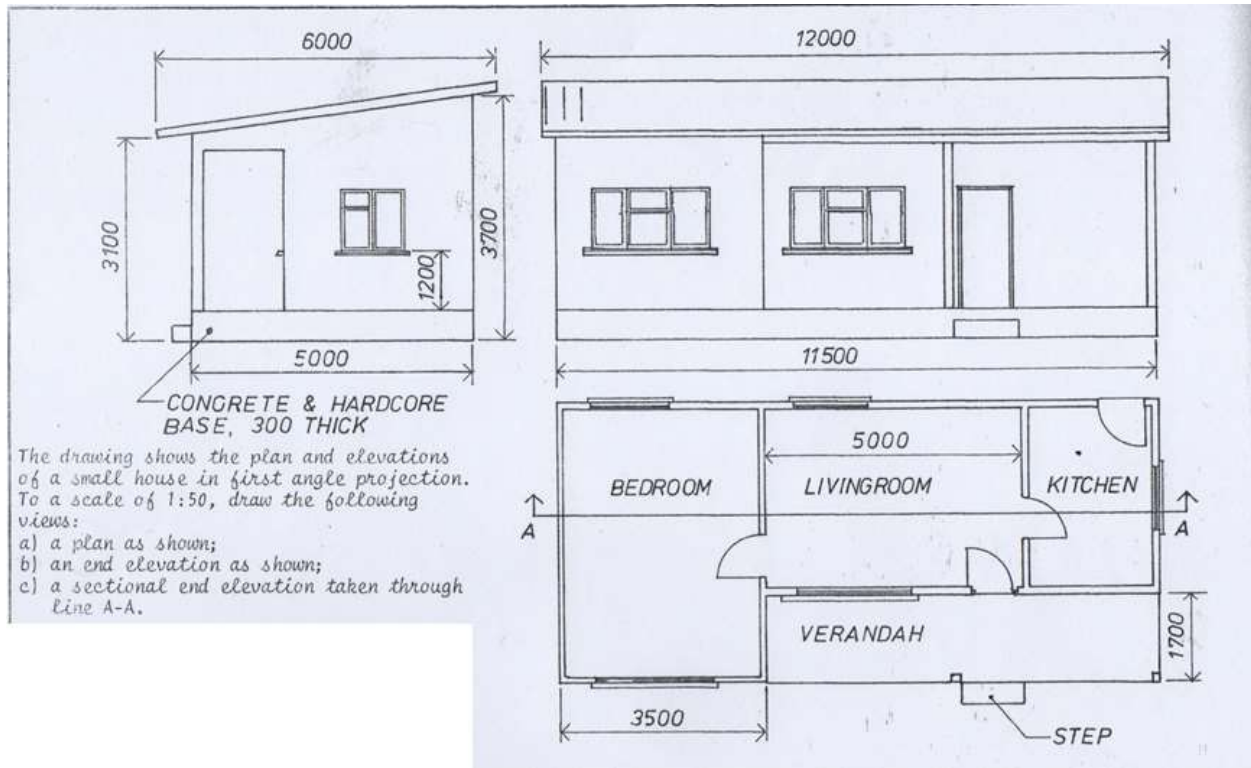 6000
12000
3100
3700
1200
5000
11500
CONGRETE & HARDCORE
BASE, 300 THICK
The drawing shows the plan and elevations
of a small house in first angle projection.
To a scale of 1:50, draw the following
views:
a) a plan as shown;
b) an end elevation as shown;
c) a sectional end elevation taken through
line A-A.
5000
BEDROOM
LIVINGROOM
KITCHEN
A
A
VERANDAH
1700
3500
STEP